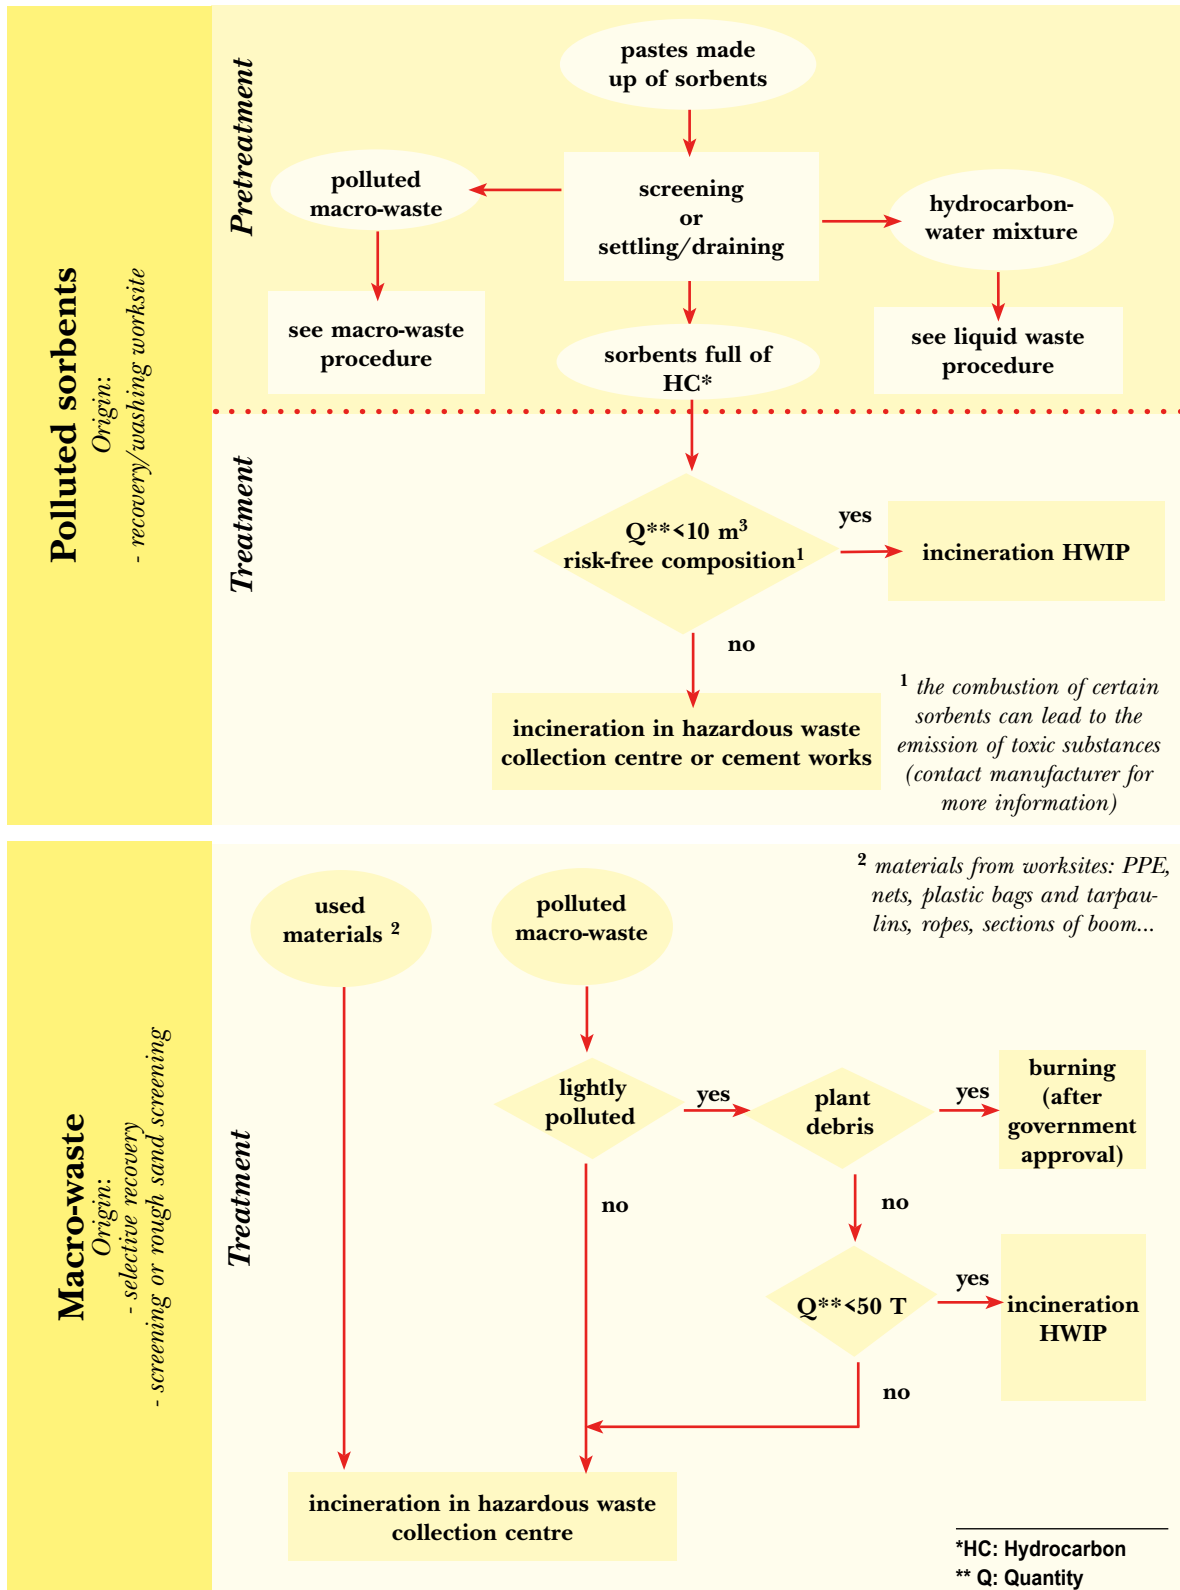 Polluted sorbents
Origin:
- recovery/washing worksite
Pretreatment
pastes made
up of sorbents
polluted
macro-waste
screening
or
settling/draining
hydrocarbon-
water mixture
see macro-waste
procedure
sorbents full of
HC*
see liquid waste
procedure
Treatment
Q**<10 m³
risk-free composition¹
yes
incineration HWIP
no
incineration in hazardous waste
collection centre or cement works
¹ the combustion of certain
sorbents can lead to the
emission of toxic substances
(contact manufacturer for
more information)
Macro-waste
Origin:
- selective recovery
- screening or rough sand screening
Treatment
² materials from worksites: PPE,
nets, plastic bags and tarpau-
lins, ropes, sections of boom...
used
materials ²
polluted
macro-waste
lightly
polluted
yes
plant
debris
yes
burning
(after
government
approval)
no
no
Q**<50 T
yes
incineration
HWIP
no
incineration in hazardous waste
collection centre
*HC: Hydrocarbon
** Q: Quantity